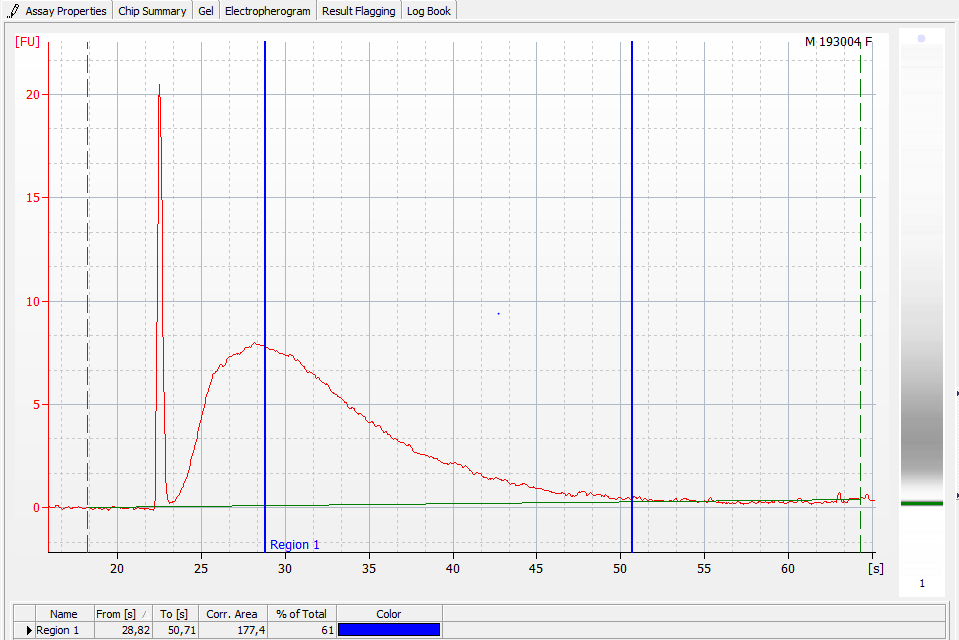 Assay Properties Chip Summary Gel Electropherogram Result Flagging Log Book
[FU]
M 193004 F
20
15
10
5
0
Region 1
20 25 30 35 40 45 50 55 60 [s]
1
Name From [s] / To [s] Corr. Area % of Total Color
Region 1 28,82 50,71 177,4 61